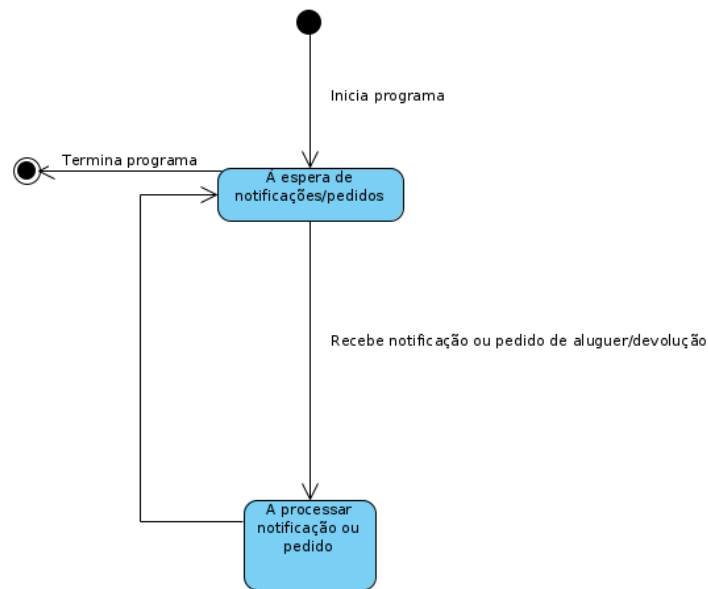 Inicia programa
Termina programa
Á espera de
notificações/pedidos
Recebe notificação ou pedido de aluguer/devolução
A processar
notificação ou
pedido